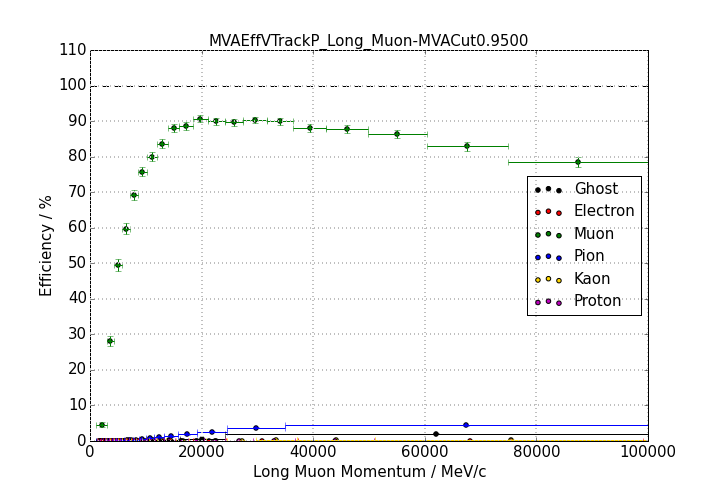 MVAEffVTrackP_Long_Muon-MVACut0.9500
110
100
90
80
70
60
50
40
30
20
10
0
Efficiency / %
Ghost
Electron
Muon
Pion
Kaon
Proton
0 20000 40000 60000 80000 100000
Long Muon Momentum / MeV/c